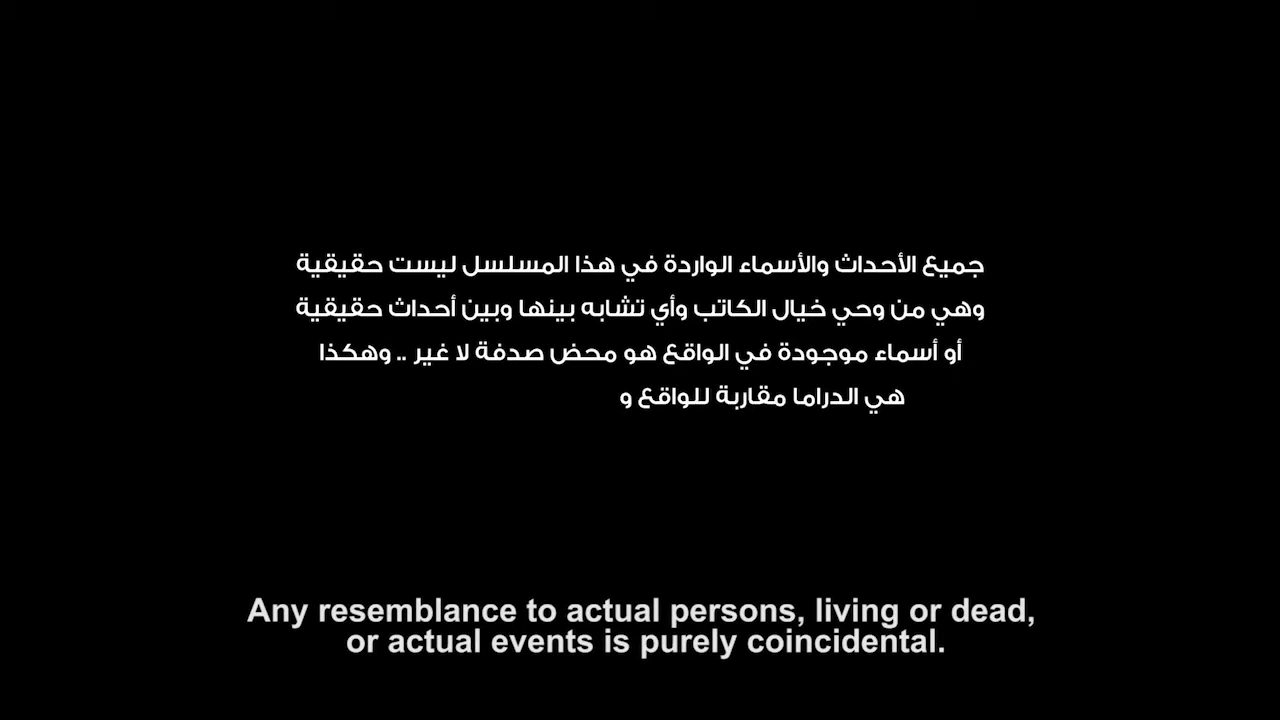 جميع الأحداث والأسماء الواردة في هذا المسلسل ليست حقيقية
وهي من وحي خيال الكاتب وأي تشابه بينها وبين أحداث حقيقية
أو أسماء موجودة في الواقع هو محض صدفة لا غير .. وهكذا
هي الدراما مقاربة للواقع و
Any resemblance to actual persons, living or dead,
or actual events is purely coincidental.